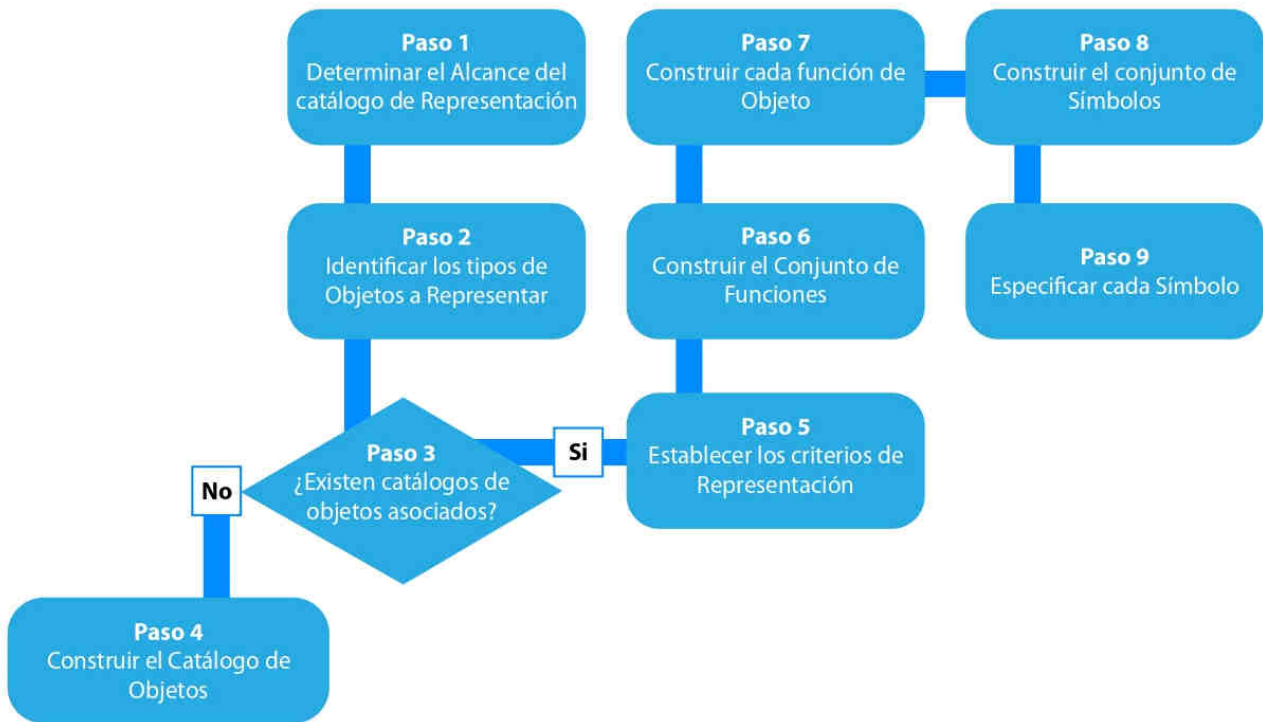 Paso 1
Determinar el Alcance del
catálogo de Representación
Paso 2
Identificar los tipos de
Objetos a Representar
Paso 3
¿Existen catálogos de
objetos asociados?
No
Paso 4
Construir el Catálogo de
Objetos
Si
Paso 5
Establecer los criterios de
Representación
Paso 6
Construir el Conjunto de
Funciones
Paso 7
Construir cada función de
Objeto
Paso 8
Construir el conjunto de
Símbolos
Paso 9
Especificar cada Símbolo